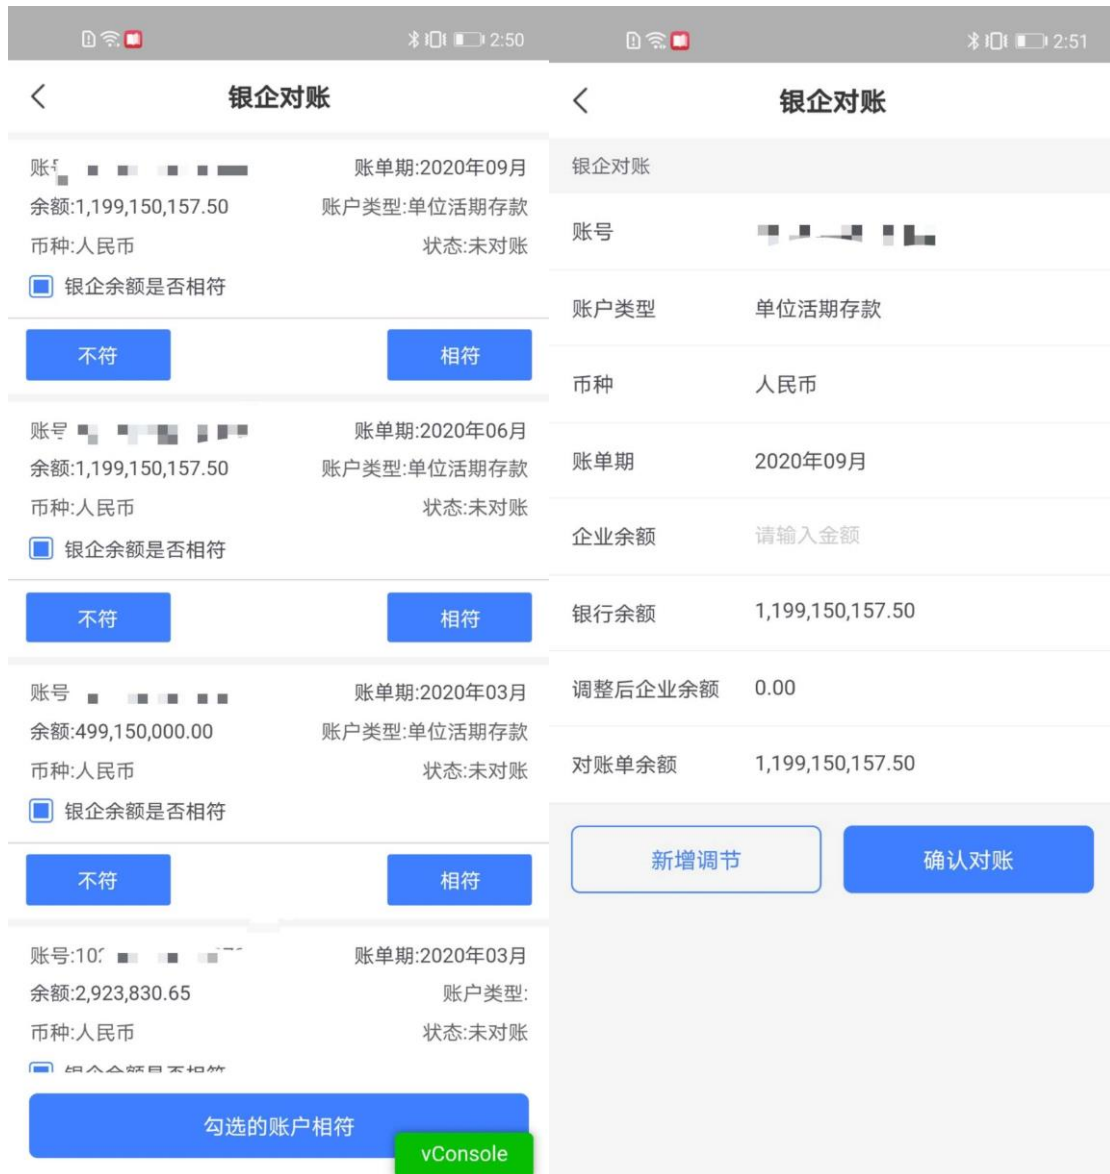 2:50
银企对账
账单期:2020年09月
余额:1,199,150,157.50 账户类型:单位活期存款
币种:人民币 状态:未对账
银企余额是否相符
不符 相符
账号 账单期:2020年06月
余额:1,199,150,157.50 账户类型:单位活期存款
币种:人民币 状态:未对账
银企余额是否相符
不符 相符
账号 账单期:2020年03月
余额:499,150,000.00 账户类型:单位活期存款
币种:人民币 状态:未对账
银企余额是否相符
不符 相符
账号:10 账单期:2020年03月
余额:2,923,830.65 账户类型:
币种:人民币 状态:未对账
银企余额是否相符
勾选的账户相符
vConsole
2:51
银企对账
银企对账
账号
账户类型 单位活期存款
币种 人民币
账单期 2020年09月
企业余额 请输入金额
银行余额 1,199,150,157.50
调整后企业余额 0.00
对账单余额 1,199,150,157.50
新增调节 确认对账